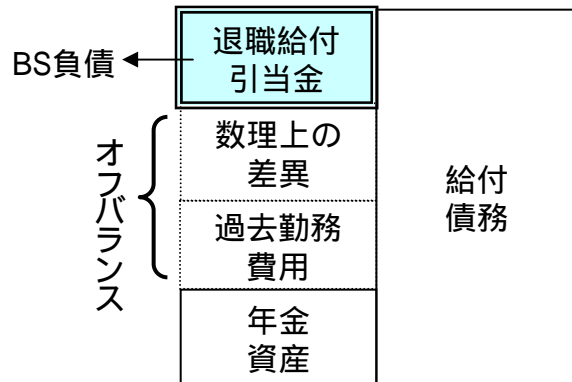 退職給付
引当金
BS負債
数理上の
差異
オフバランス
過去勤務
費用
給付
債務
年金
資産